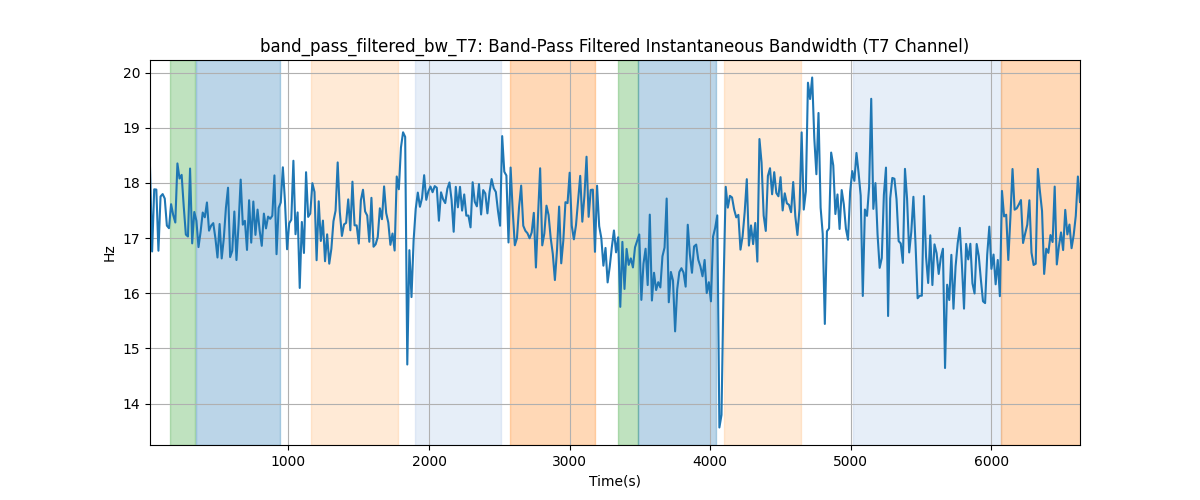 band_pass_filtered_bw_T7: Band-Pass Filtered Instantaneous Bandwidth (T7 Channel)
20
19
18
17
16
15
14
Hz
1000 2000 3000 4000 5000 6000
Time(s)